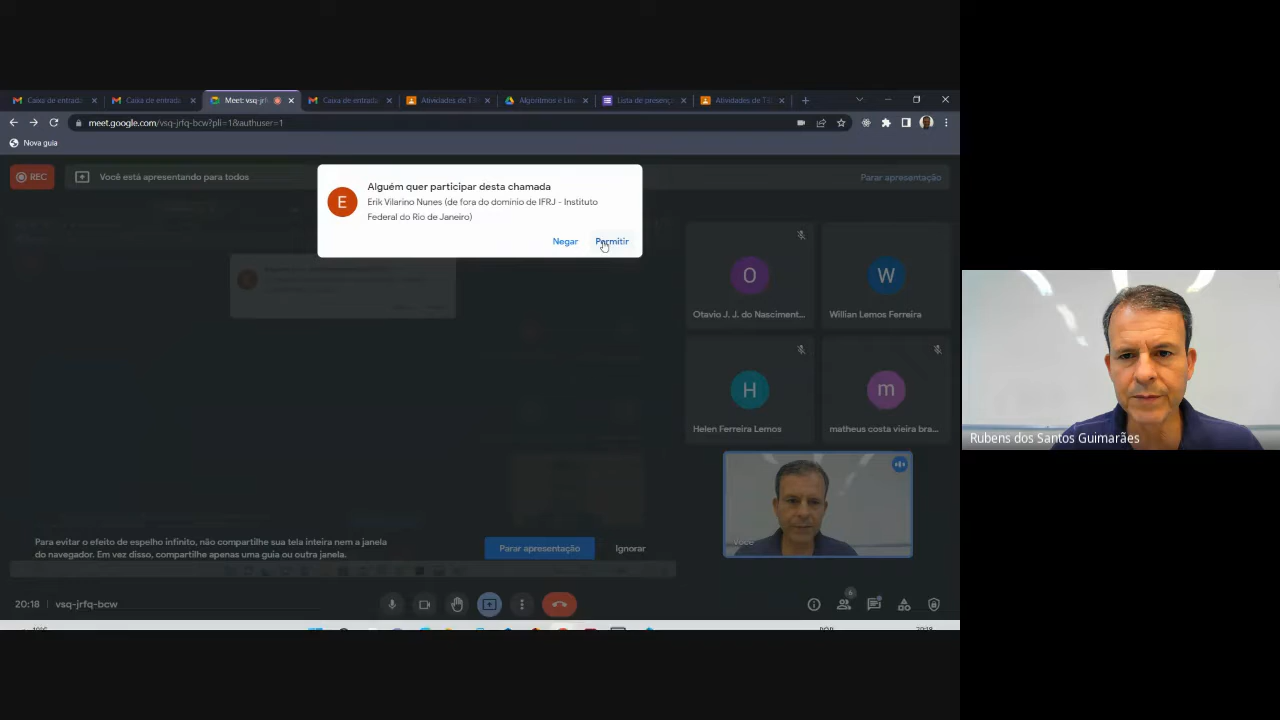 Caixa de entrada
Caixa de entrada
Meet: vsq-jrf
Caixa de entrada
Atividades de T
Algoritmos e Li
Lista de presenç
Atividades de T
meet.google.com/vsq-jrfq-bcw?pli=1&authuser=1
Nova guia
REC
Você está apresentando para todos
Parar apresentação
Alguém quer participar desta chamada
E
Erik Vilarino Nunes (de fora do domínio de IFRJ - Instituto
Federal do Rio de Janeiro)
Negar
Permitir
O
W
Otavio J. J. do Nasciment...
Willian Lemos Ferreira
H
m
Helen Ferreira Lemos
matheus costa vieira bra...
Rubens dos Santos Guimarães
Você
Para evitar o efeito de espelho infinito, não compartilhe sua tela inteira nem a janela
do navegador. Em vez disso, compartilhe apenas uma guia ou outra janela.
Parar apresentação
Ignorar
20:18
vsq-jrfq-bcw